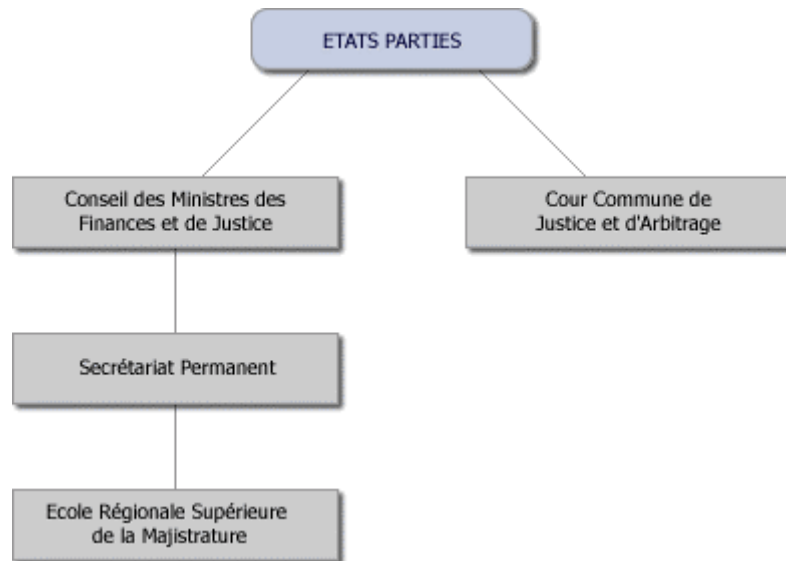 ETATS PARTIES
Conseil des Ministres des
Finances et de Justice
Cour Commune de
Justice et d'Arbitrage
Secrétariat Permanent
Ecole Régionale Supérieure
de la Majistrature